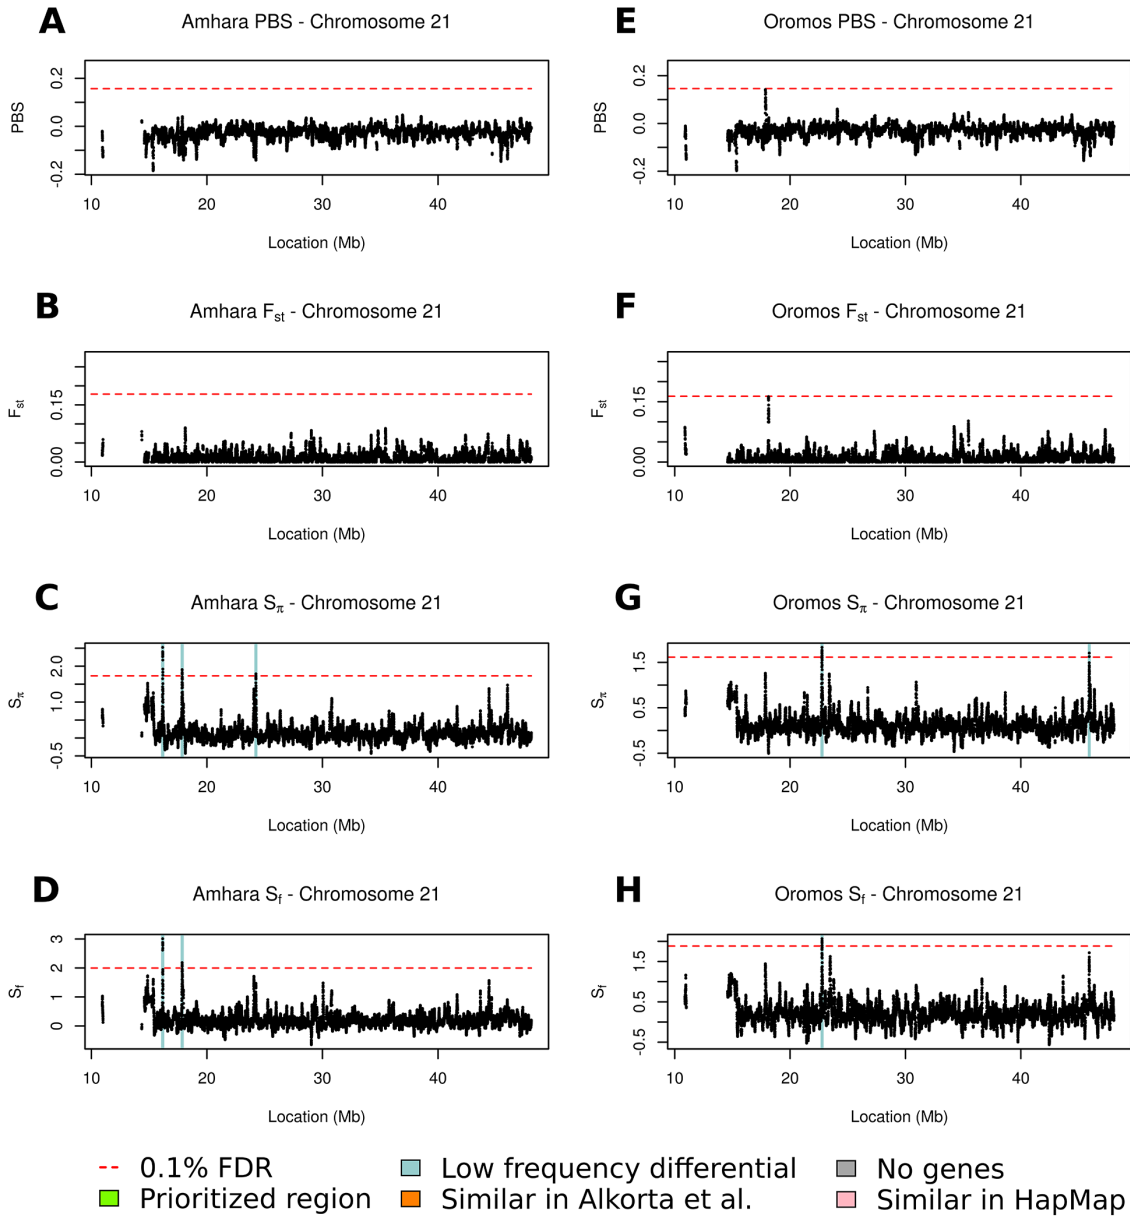 A
Amhara PBS - Chromosome 21
PBS
0.2
0.0
-0.2
10 20 30 40
Location (Mb)
B
Amhara Fst - Chromosome 21
Fst
0.15
0.00
10 20 30 40
Location (Mb)
C
Amhara Sπ - Chromosome 21
Sπ
2.0
1.0
-0.5
10 20 30 40
Location (Mb)
D
Amhara Sf - Chromosome 21
Sf
3
2
1
0
10 20 30 40
Location (Mb)
E
Oromos PBS - Chromosome 21
PBS
0.2
0.0
-0.2
10 20 30 40
Location (Mb)
F
Oromos Fst - Chromosome 21
Fst
0.15
0.00
10 20 30 40
Location (Mb)
G
Oromos Sπ - Chromosome 21
Sπ
1.5
0.5
-0.5
10 20 30 40
Location (Mb)
H
Oromos Sf - Chromosome 21
Sf
1.5
0.5
-0.5
10 20 30 40
Location (Mb)
0.1% FDR
Low frequency differential
No genes
Prioritized region
Similar in Alkorta et al.
Similar in HapMap